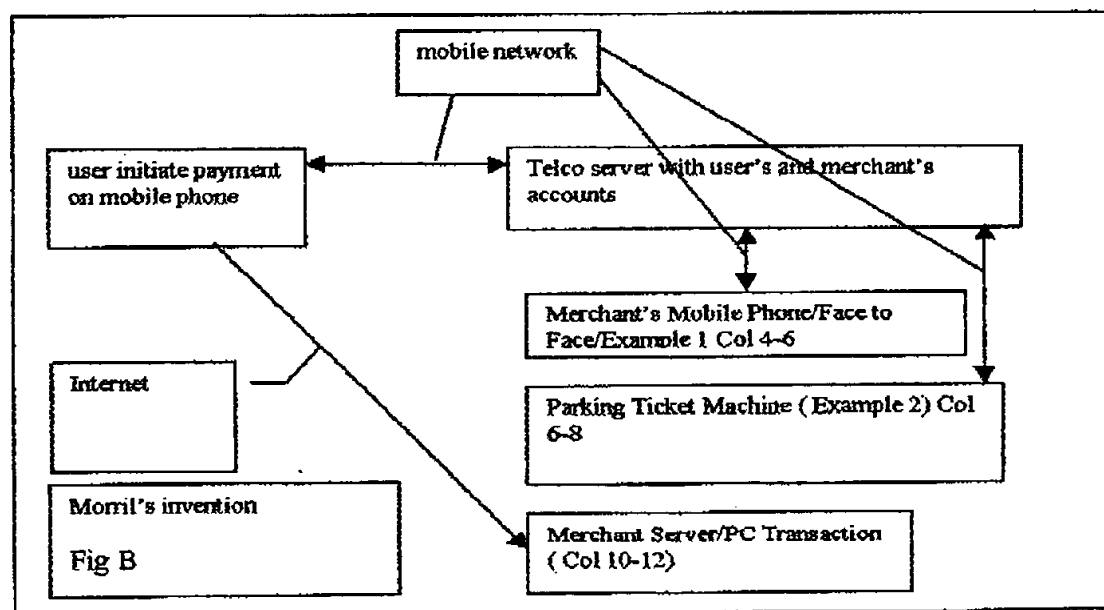 mobile network
user initiate payment
on mobile phone
Telco server with user's and merchant's
accounts
Merchant's Mobile Phone/Face to
Face/Example 1 Col 4-6
Internet
Parking Ticket Machine ( Example 2) Col
6-8
Morril's invention
Fig B
Merchant Server/PC Transaction
( Col 10-12)